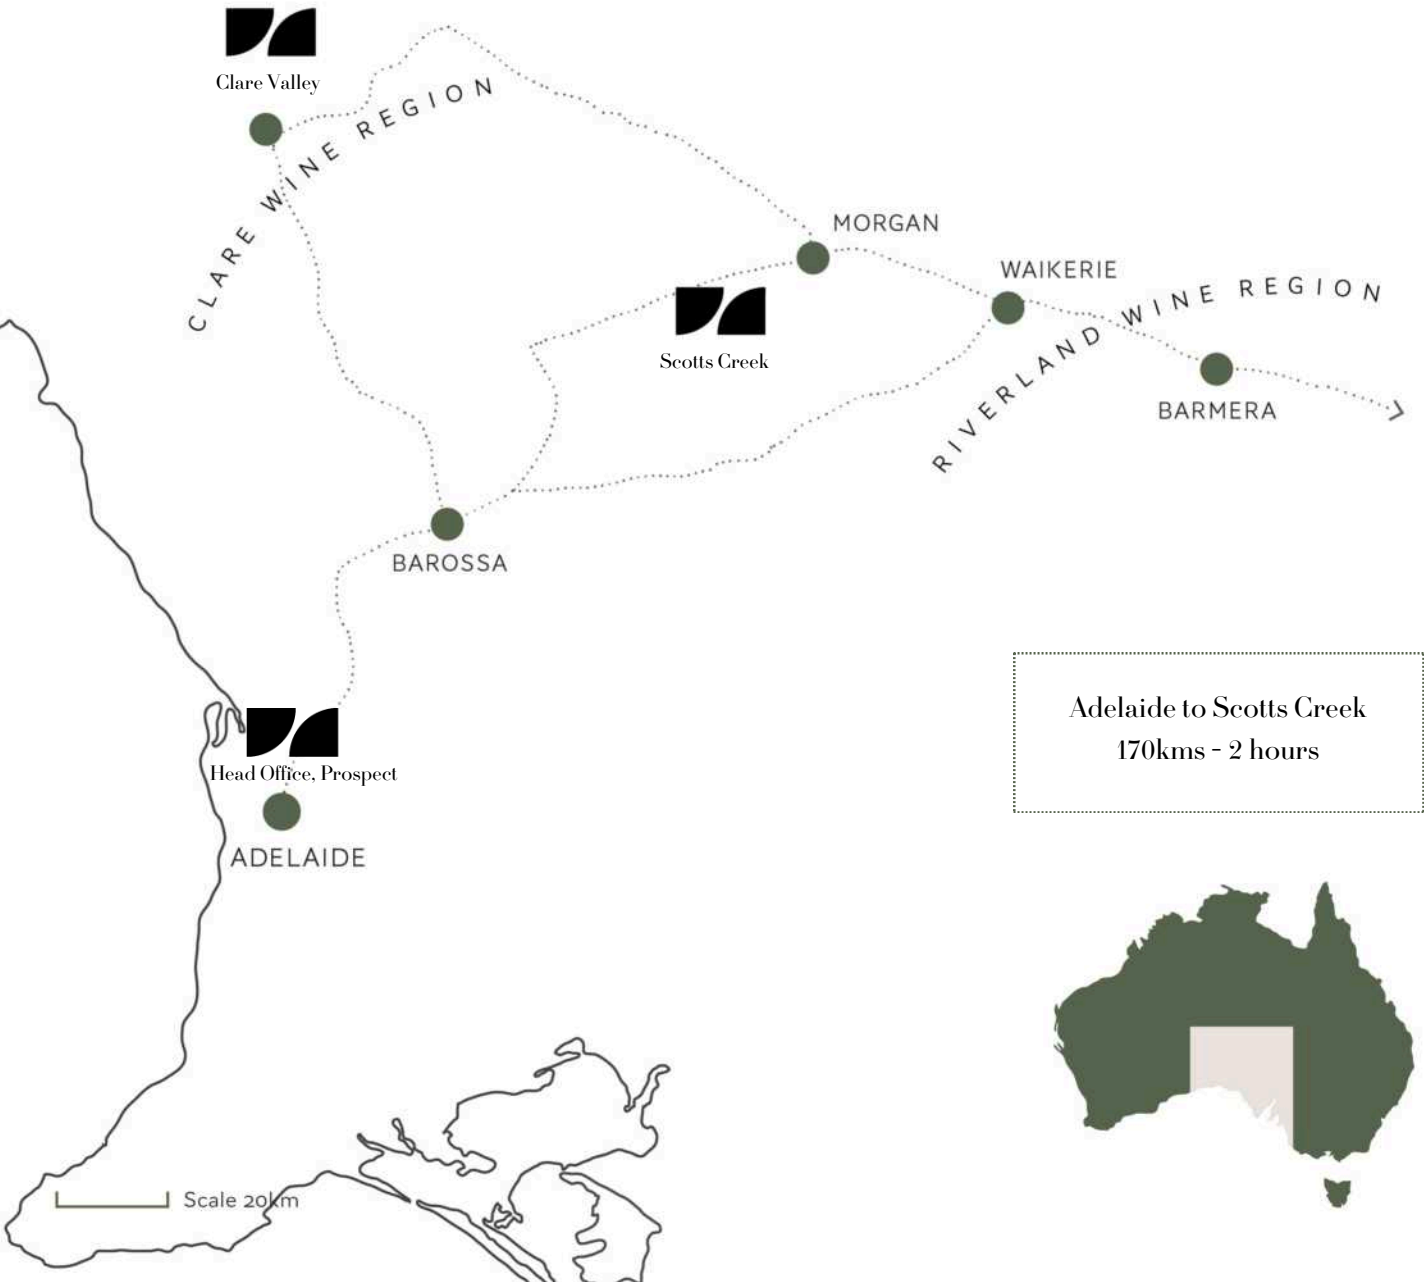 Clare Valley
CLARE WINE REGION
MORGAN
WAIKERIE
RIVERLAND WINE REGION
Scotts Creek
BARMERA
BAROSSA
Adelaide to Scotts Creek
170kms - 2 hours
Head Office, Prospect
ADELAIDE
Scale 20km